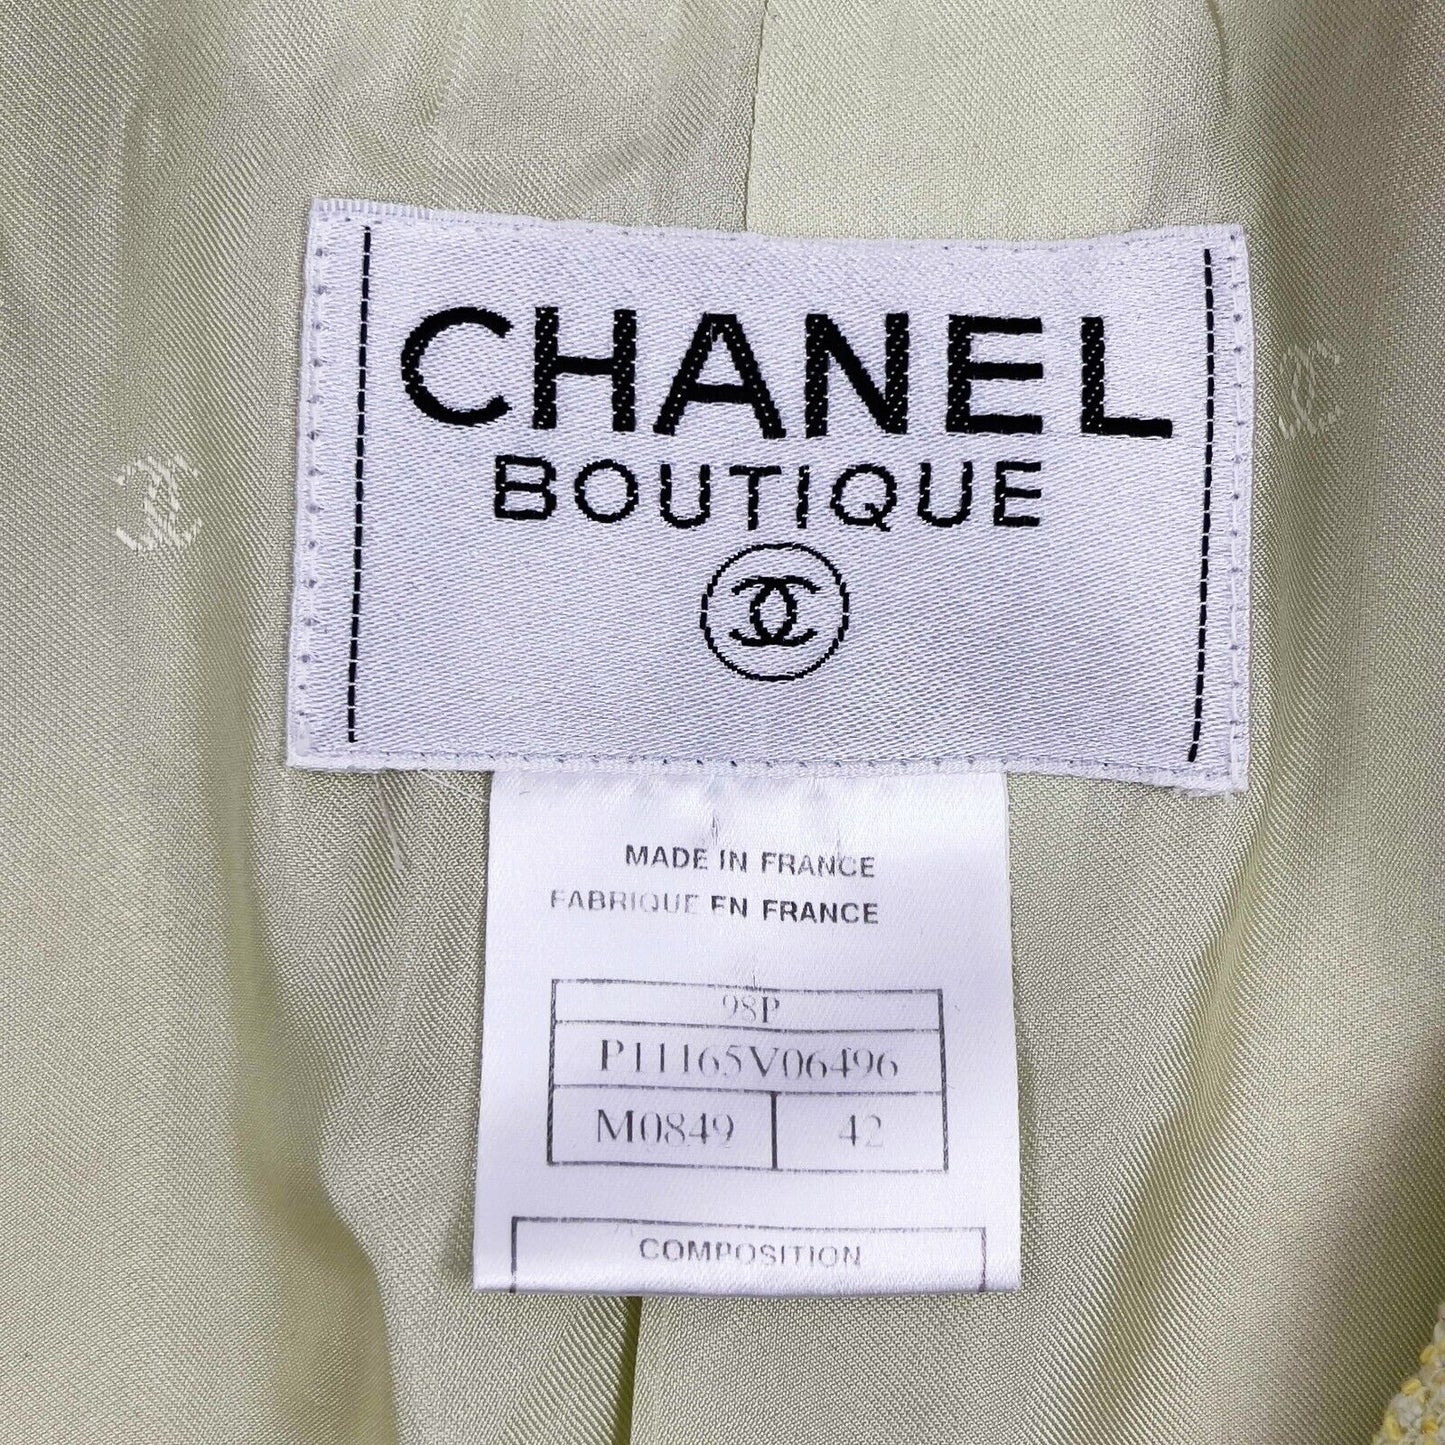 CHANEL
BOUTIQUE
MADE IN FRANCE
FABRIQUE EN FRANCE
98P
P11165V06496
M0849 42
COMPOSITION